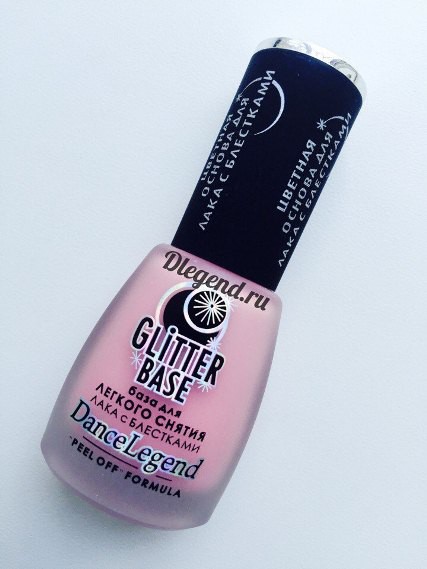 ЦВЕТНАЯ
ОСНОВА ДЛЯ
ЛАКА С БЛЕСТКАМИ
ЦВЕТНАЯ
ОСНОВА ДЛЯ
ЛАКА С БЛЕСТКАМИ
Dlegend.ru
GLiTTER
BASE
база для
ЛЕГКОГО СНЯТИЯ
ЛАКА С БЛЕСТКАМИ
DanceLegend
"PEEL OFF" FORMULA